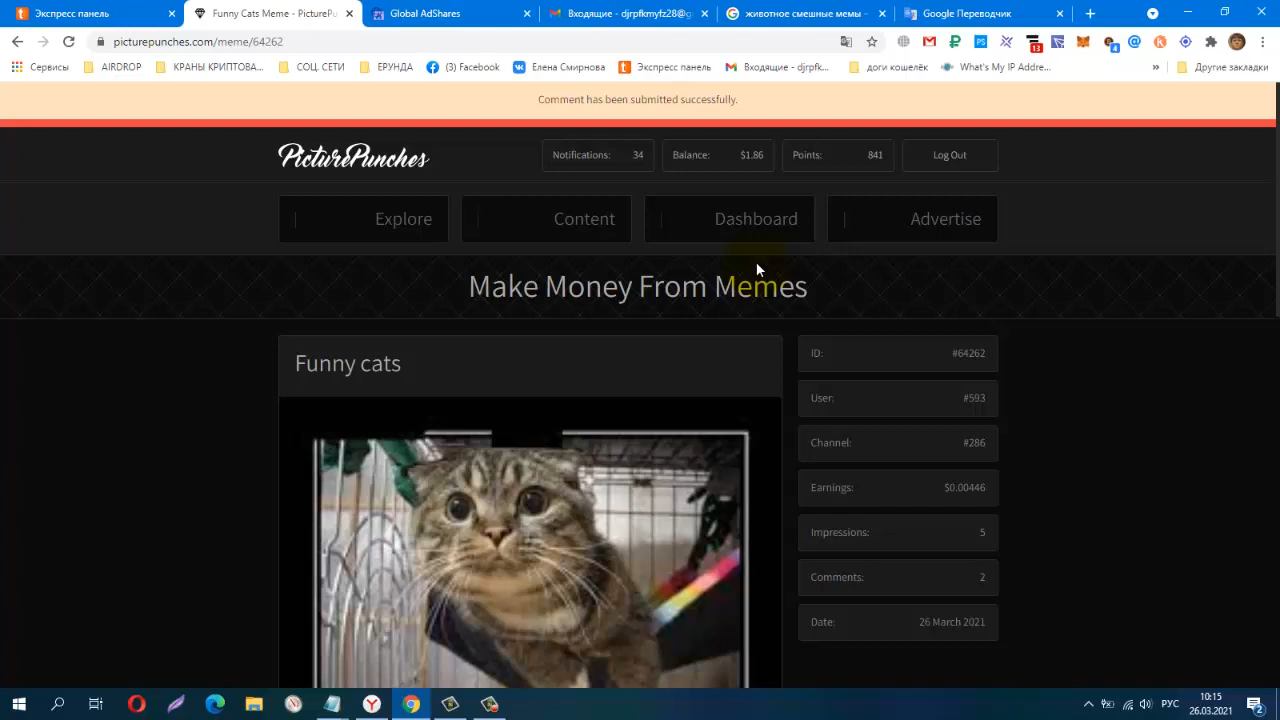 Экспресс панель
Funny Cats Meme - PicturePu
Global AdShares
Входящие - djrpfkmyfz28@g
животное смешные мемы –
Google Переводчик
picturepunches.com/meme/64262
13
4
Сервисы
AIRDROP
КРАНЫ КРИПТОВА...
СОЦ. СЕТИ
ЕРУНДА
(3) Facebook
Елена Смирнова
Экспресс панель
Входящие - djrpfk...
доги кошелёк
What's My IP Addre...
»
Другие закладки
Comment has been submitted successfully.
PicturePunches
Notifications: 34
Balance: $1.86
Points: 841
Log Out
Explore
Content
Dashboard
Advertise
Make Money From Memes
Funny cats
ID: #64262
User: #593
Channel: #286
Earnings: $0.00446
Impressions: 5
Comments: 2
Date: 26 March 2021
РУС
10:15
26.03.2021
2